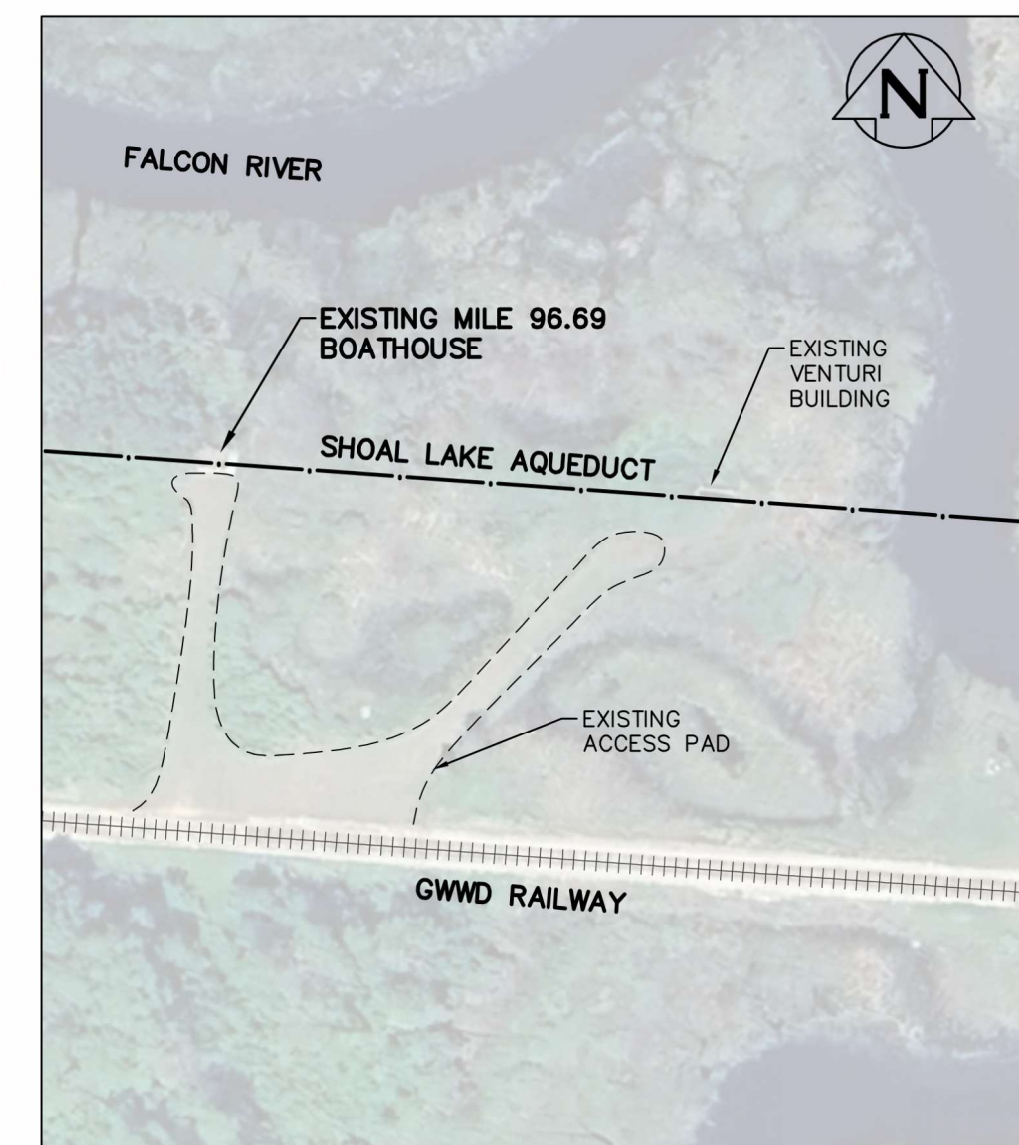 N
FALCON RIVER
EXISTING MILE 96.69
BOATHOUSE
EXISTING
VENTURI
BUILDING
SHOAL LAKE AQUEDUCT
EXISTING
ACCESS PAD
GWWD RAILWAY